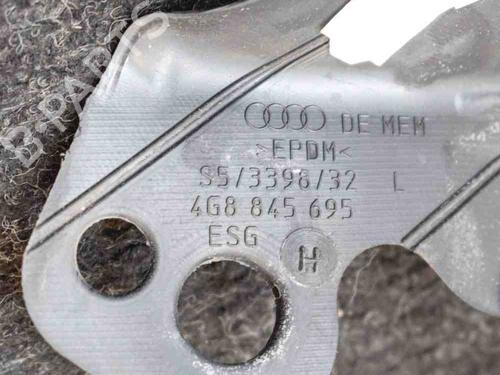 B-PARTS
DE MEM
>EPDM<
S5/3398/32 L
4G8 845 695
ESG H